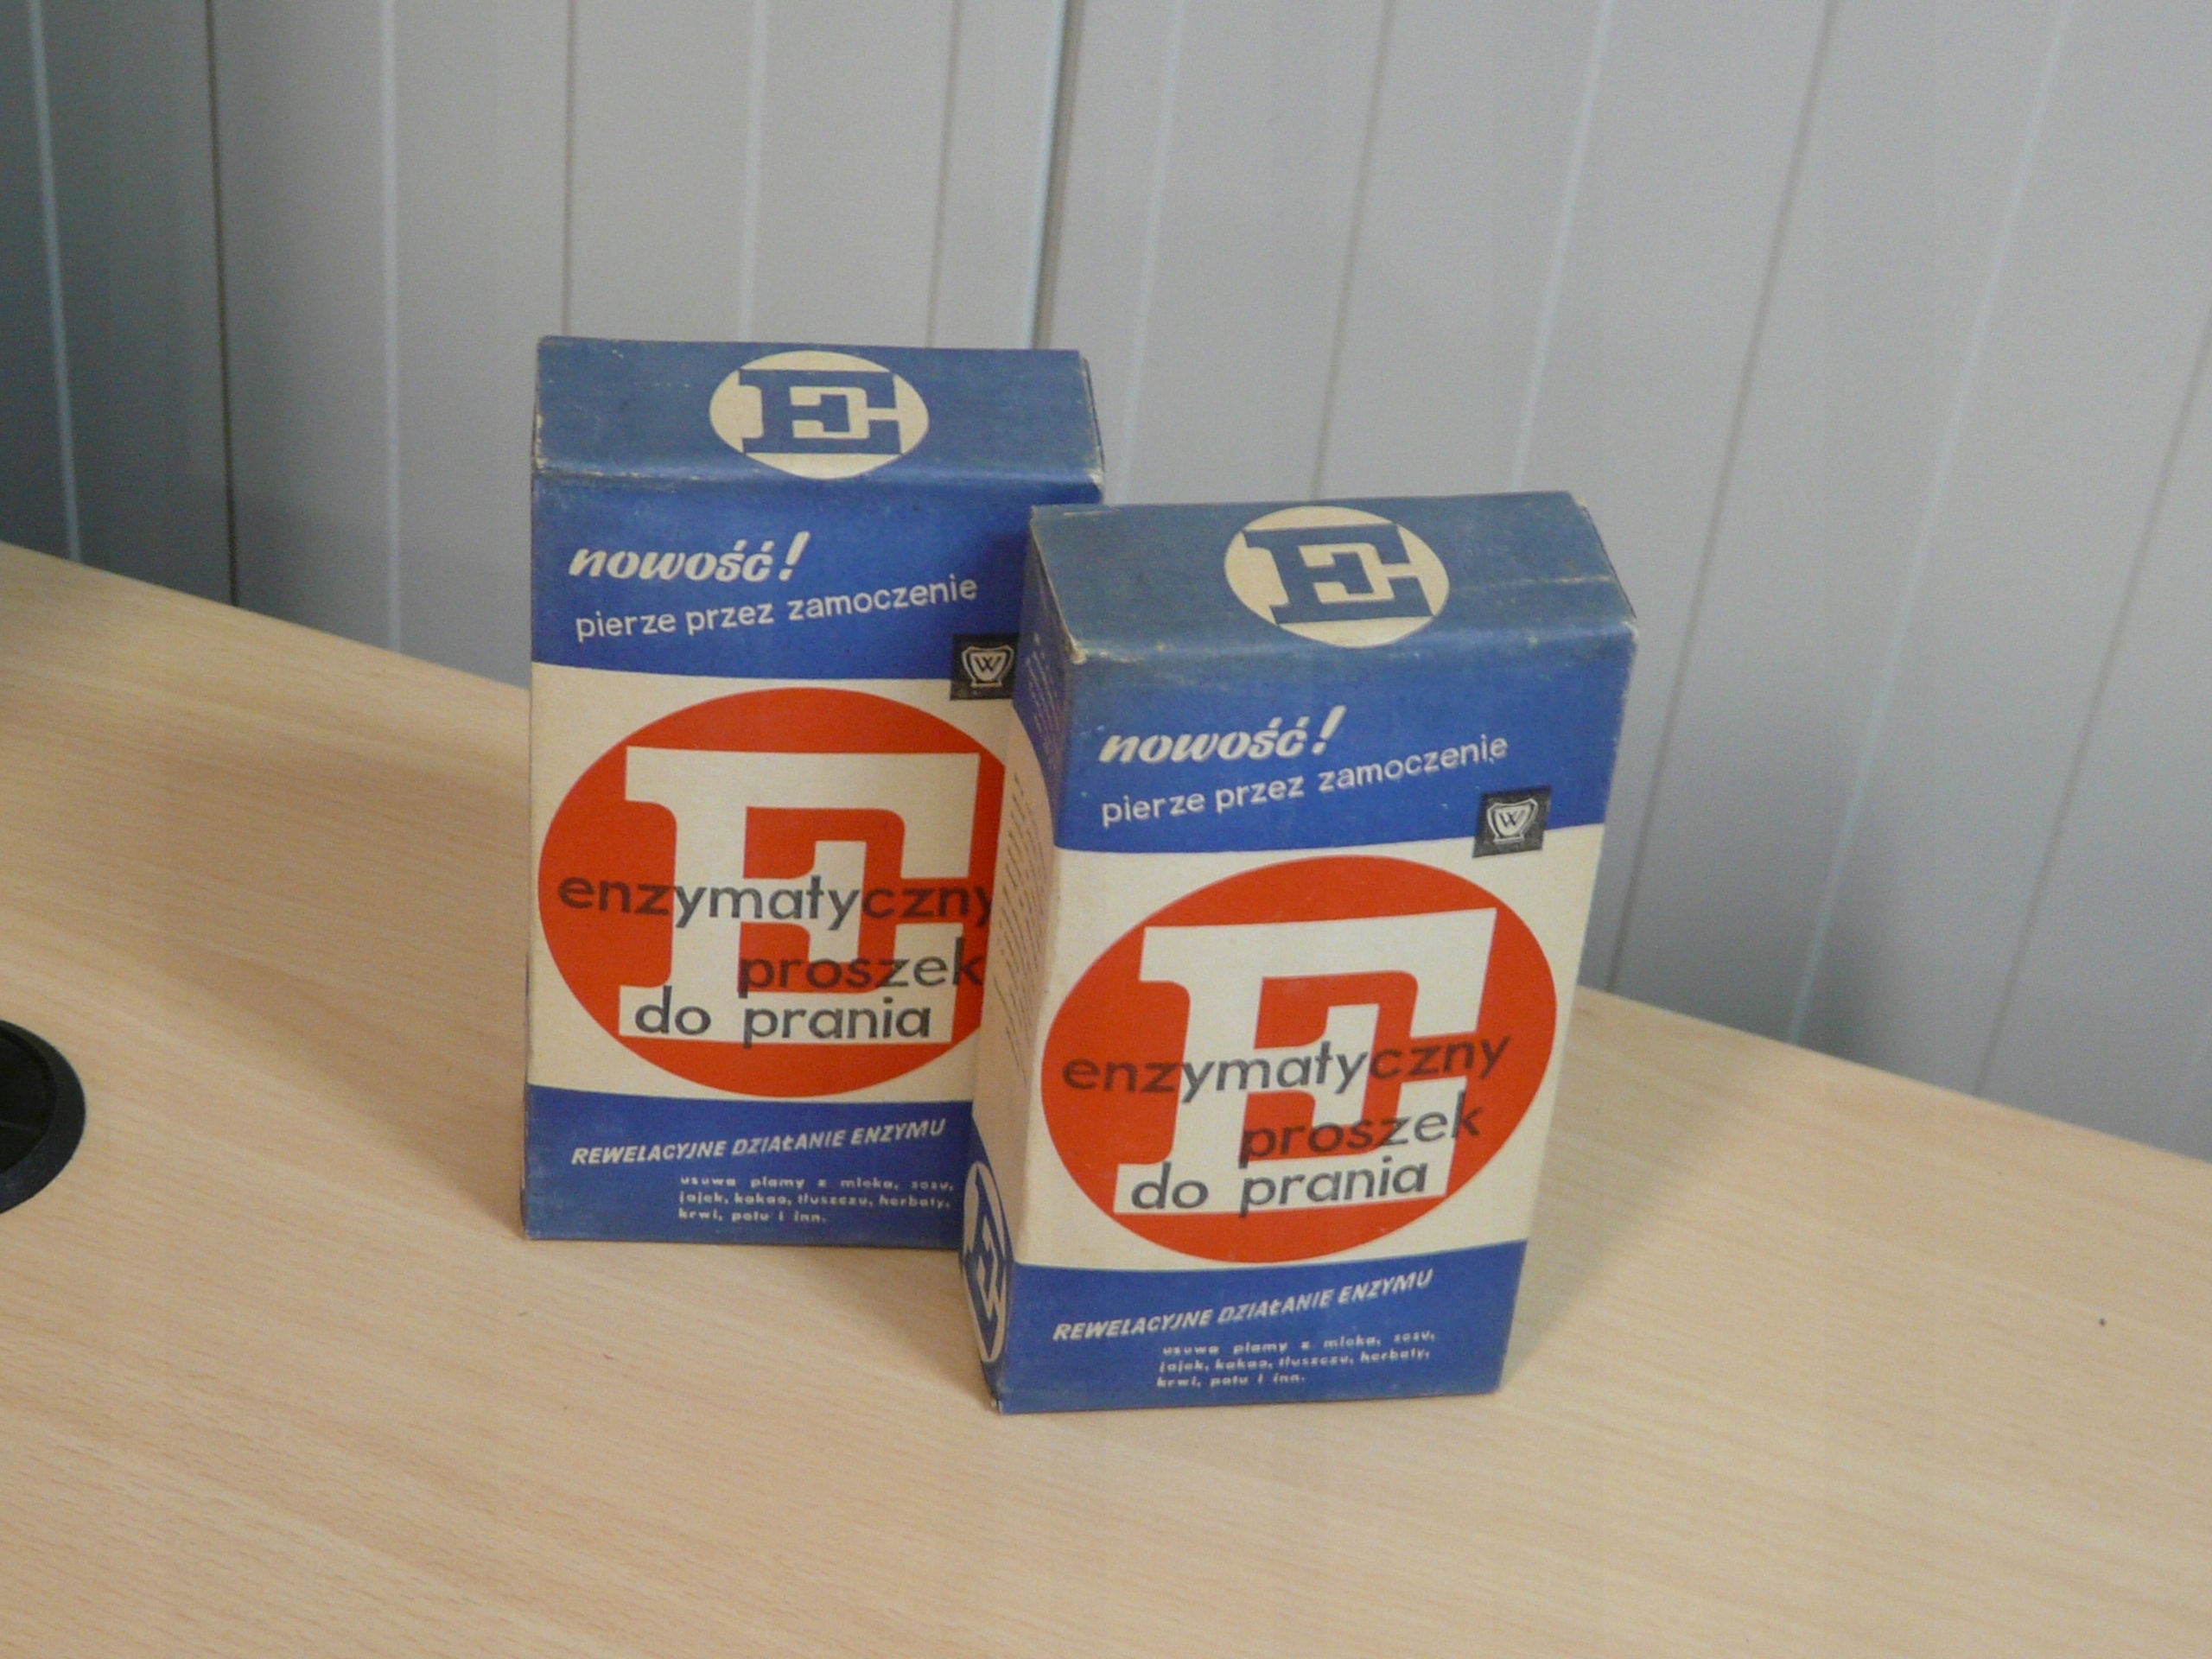 E
nowość!
pierze przez zamoczenie
W
E
enzymatyczny
proszek
do prania
REWELACYJNE DZIAŁANIE ENZYMU
usuwa plamy z mleka, sosu,
jajek, kakao, tłuszczu, herbaty,
krwi, potu i inn.
E
nowość!
pierze przez zamoczenie
W
E
enzymatyczny
proszek
do prania
REWELACYJNE DZIAŁANIE ENZYMU
usuwa plamy z mleka, sosu,
jajek, kakao, tłuszczu, herbaty,
krwi, potu i inn.
E